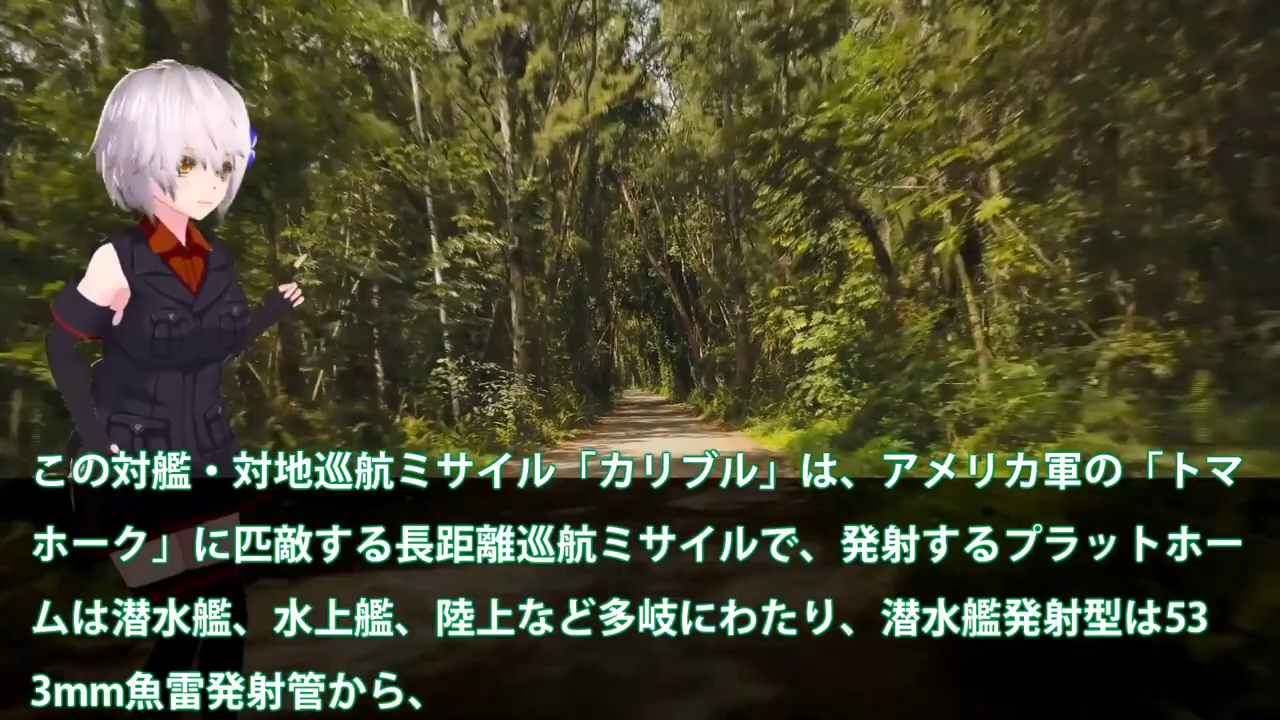 この対艦・対地巡航ミサイル「カリブル」は、アメリカ軍の「トマ
ホーク」に匹敵する長距離巡航ミサイルで、発射するプラットホー
ムは潜水艦、水上艦、陸上など多岐にわたり、潜水艦発射型は53
3mm魚雷発射管から、